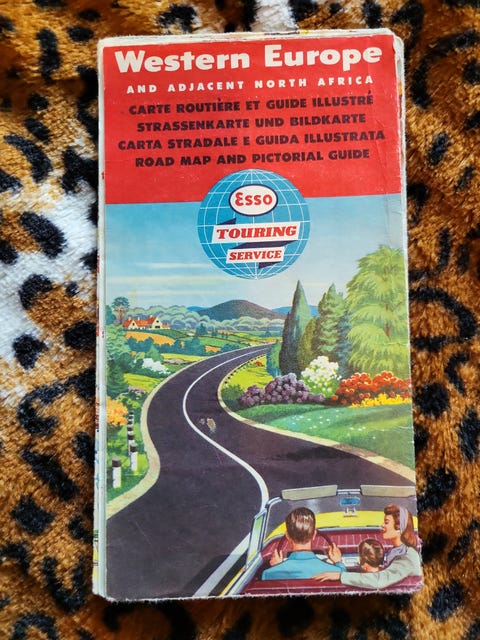 Western Europe
AND ADJACENT NORTH AFRICA
CARTE ROUTIÈRE ET GUIDE ILLUSTRÉ
STRASSENKARTE UND BILDKARTE
CARTA STRADALE E GUIDA ILLUSTRATA
ROAD MAP AND PICTORIAL GUIDE
Esso
TOURING
SERVICE